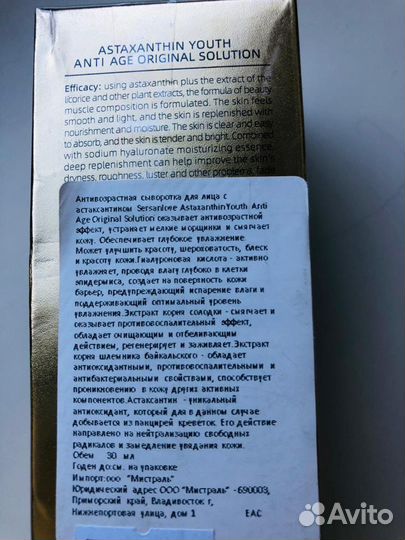 ASTAXANTHIN YOUTH
ANTI AGE ORIGINAL SOLUTION
Efficacy: using astaxanthin plus the extract of the
licorice and other plant extracts, the formula of beauty
muscle composition is formulated. The skin feels
smooth and light, and the skin is replenished with
nourishment and moisture. The skin is clear and easy
to absorb, and the skin is tender and bright. Combined
with sodium hyaluronate moisturizing essence,
deep replenishment can help improve the skin's
dryness, roughness, luster and other problems, fade
Антивозрастная сыворотка для лица с
астаксантином Sersanlove AstaxanthinYouth Anti
Age Original Solution оказывает антивозрастной
эффект, устраняет мелкие морщинки и смягчает
кожу. Обеспечивает глубокое увлажнение.
Может улучшить красоту, шероховатость, блеск
и красоту кожи.Гиалуроновая кислота - активно
увлажняет, проводя влагу глубоко в клетки
эпидермиса, создает на поверхность кожи
барьер, предупреждающий испарение влаги и
поддерживающий оптимальный уровень
увлажнения.Экстракт корня солодки - смягчает и
оказывает противовоспалительный эффект,
обладает очищающим и отбеливающим
действием, регенерирует и заживляет.Экстракт
корня шлемника байкальского - обладает
антиоксидантными, противовоспалительными и
антибактериальными свойствами, способствует
проникновению в кожу других активных
компонентов.Астаксантин - уникальный
антиоксидант, который для в данном случае
добывается из панцирей креветок. Его действие
направлено на нейтрализацию свободных
радикалов и замедление увядания кожи.
Обем 30 мл
Годен до:см. на упаковке
Импорт:ооо "Мистраль"
Юридический адрес ООО "Мистраль" -690003,
Приморский край, Владивосток г,
Нижнепортовая улица, дом 1 EAC
Avito